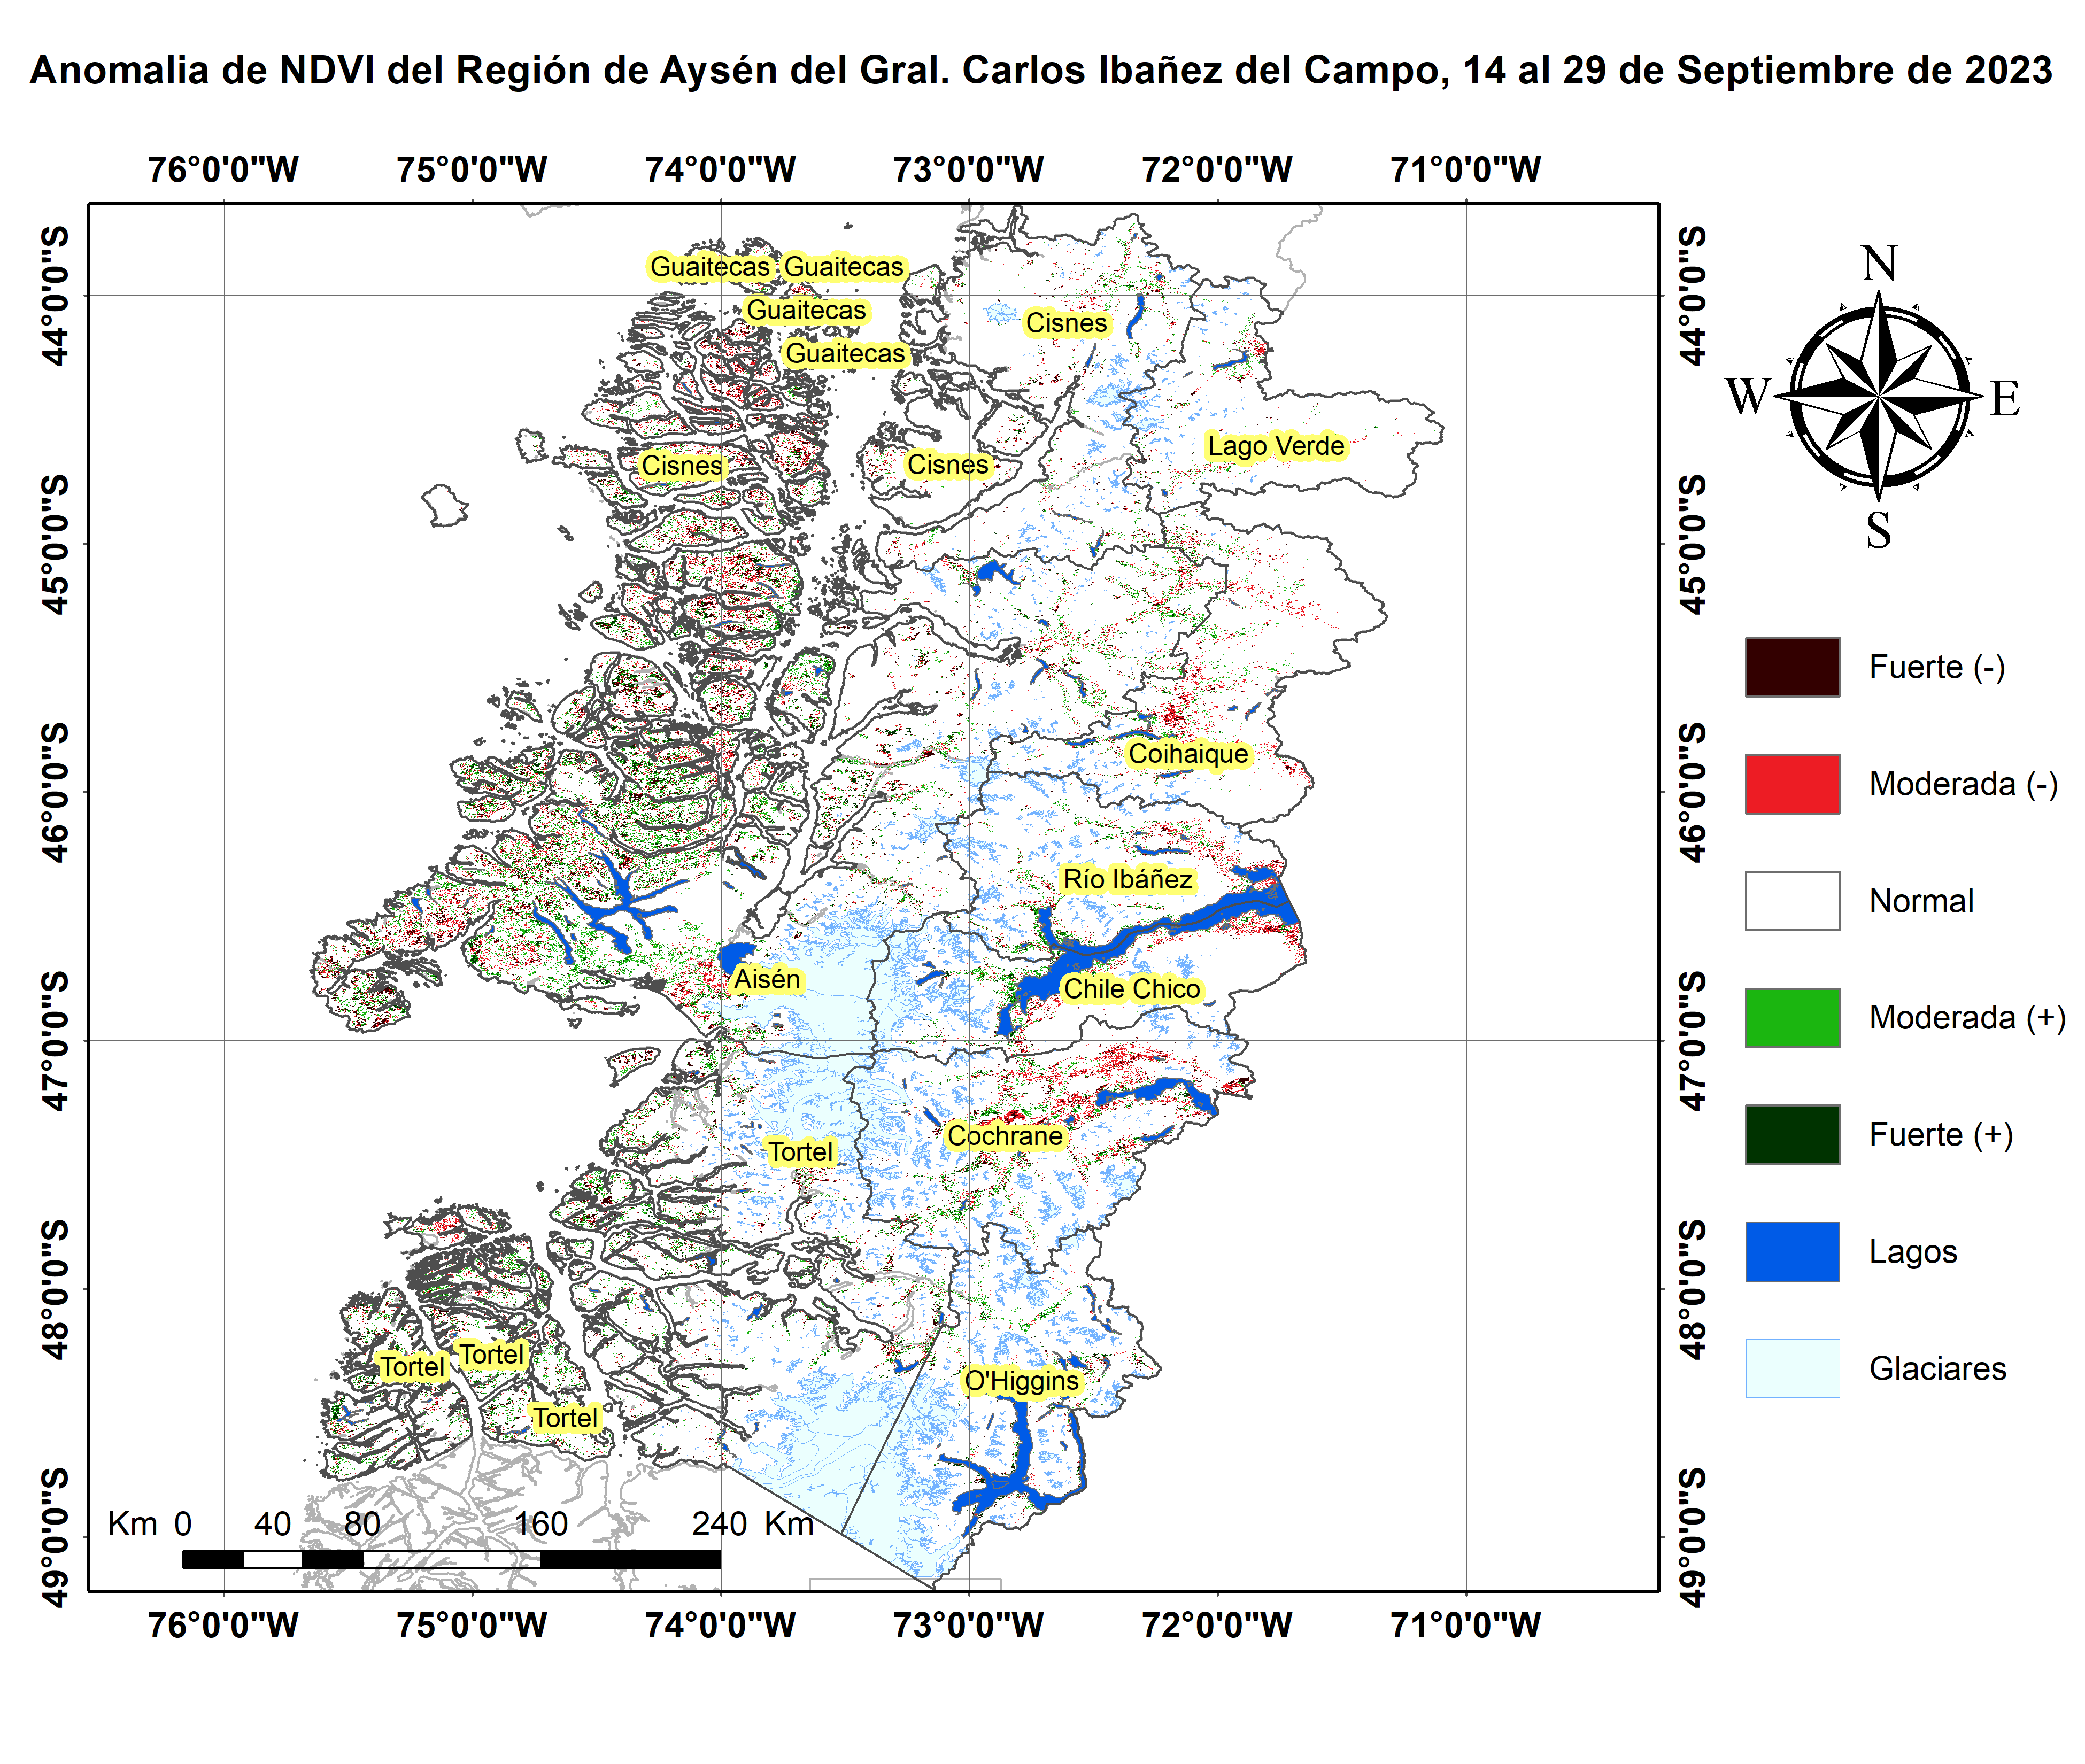 Anomalia de NDVI del Región de Aysén del Gral. Carlos Ibañez del Campo, 14 al 29 de Septiembre de 2023
76°0'0"W 75°0'0"W 74°0'0"W 73°0'0"W 72°0'0"W 71°0'0"W
44°0'0"S
45°0'0"S
46°0'0"S
47°0'0"S
48°0'0"S
49°0'0"S
Guaitecas Guaitecas
Guaitecas
Cisnes
Guaitecas
Lago Verde
Cisnes
Cisnes
Coihaique
Río Ibáñez
Aisén
Chile Chico
Cochrane
Tortel
Tortel
Tortel
O'Higgins
Tortel
Km 0 40 80 160 240 Km
76°0'0"W 75°0'0"W 74°0'0"W 73°0'0"W 72°0'0"W 71°0'0"W
44°0'0"S
45°0'0"S
46°0'0"S
47°0'0"S
48°0'0"S
49°0'0"S
N
W E
S
Fuerte (-)
Moderada (-)
Normal
Moderada (+)
Fuerte (+)
Lagos
Glaciares